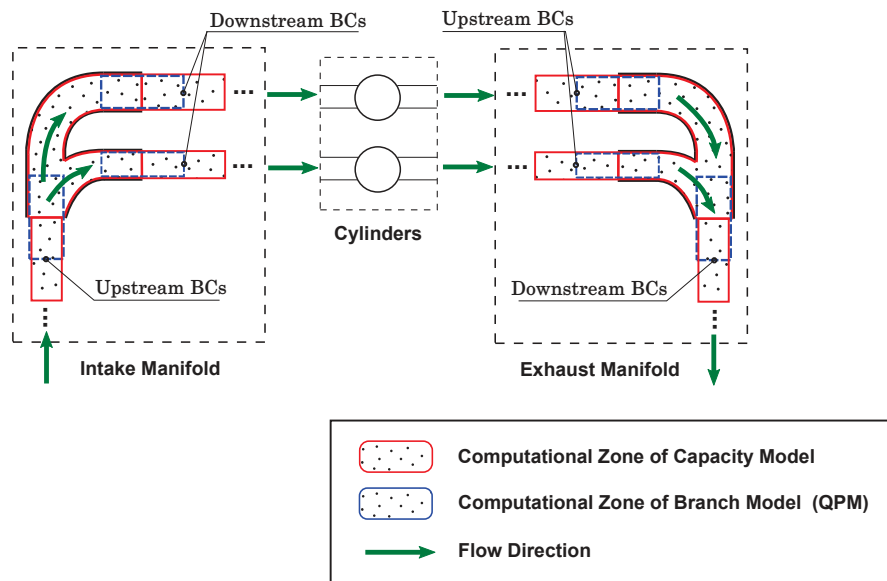 Downstream BCs
Upstream BCs
Cylinders
Upstream BCs
Downstream BCs
Intake Manifold
Exhaust Manifold
Computational Zone of Capacity Model
Computational Zone of Branch Model (QPM)
Flow Direction